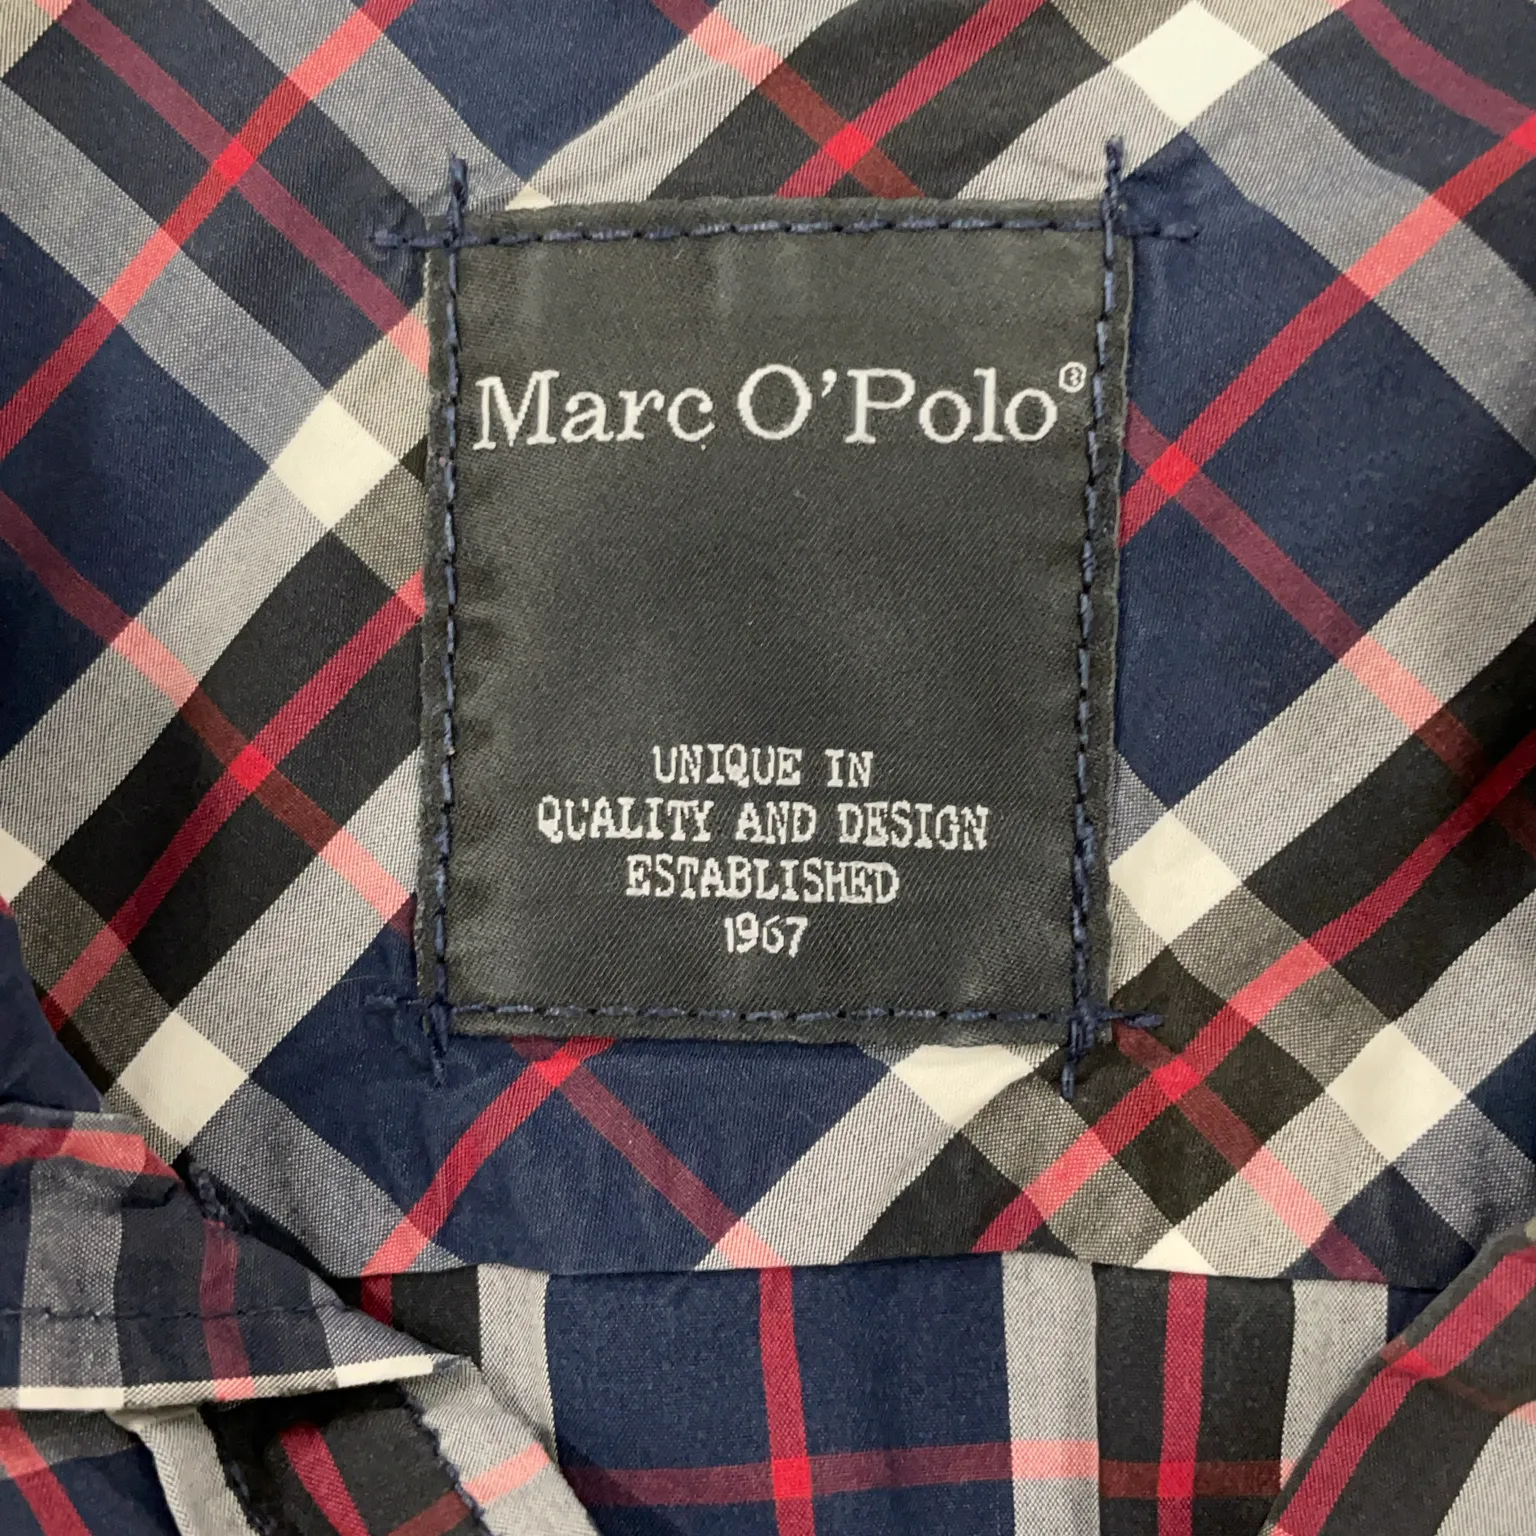 Marc O'Polo®
UNIQUE IN
QUALITY AND DESIGN
ESTABLISHED
1967